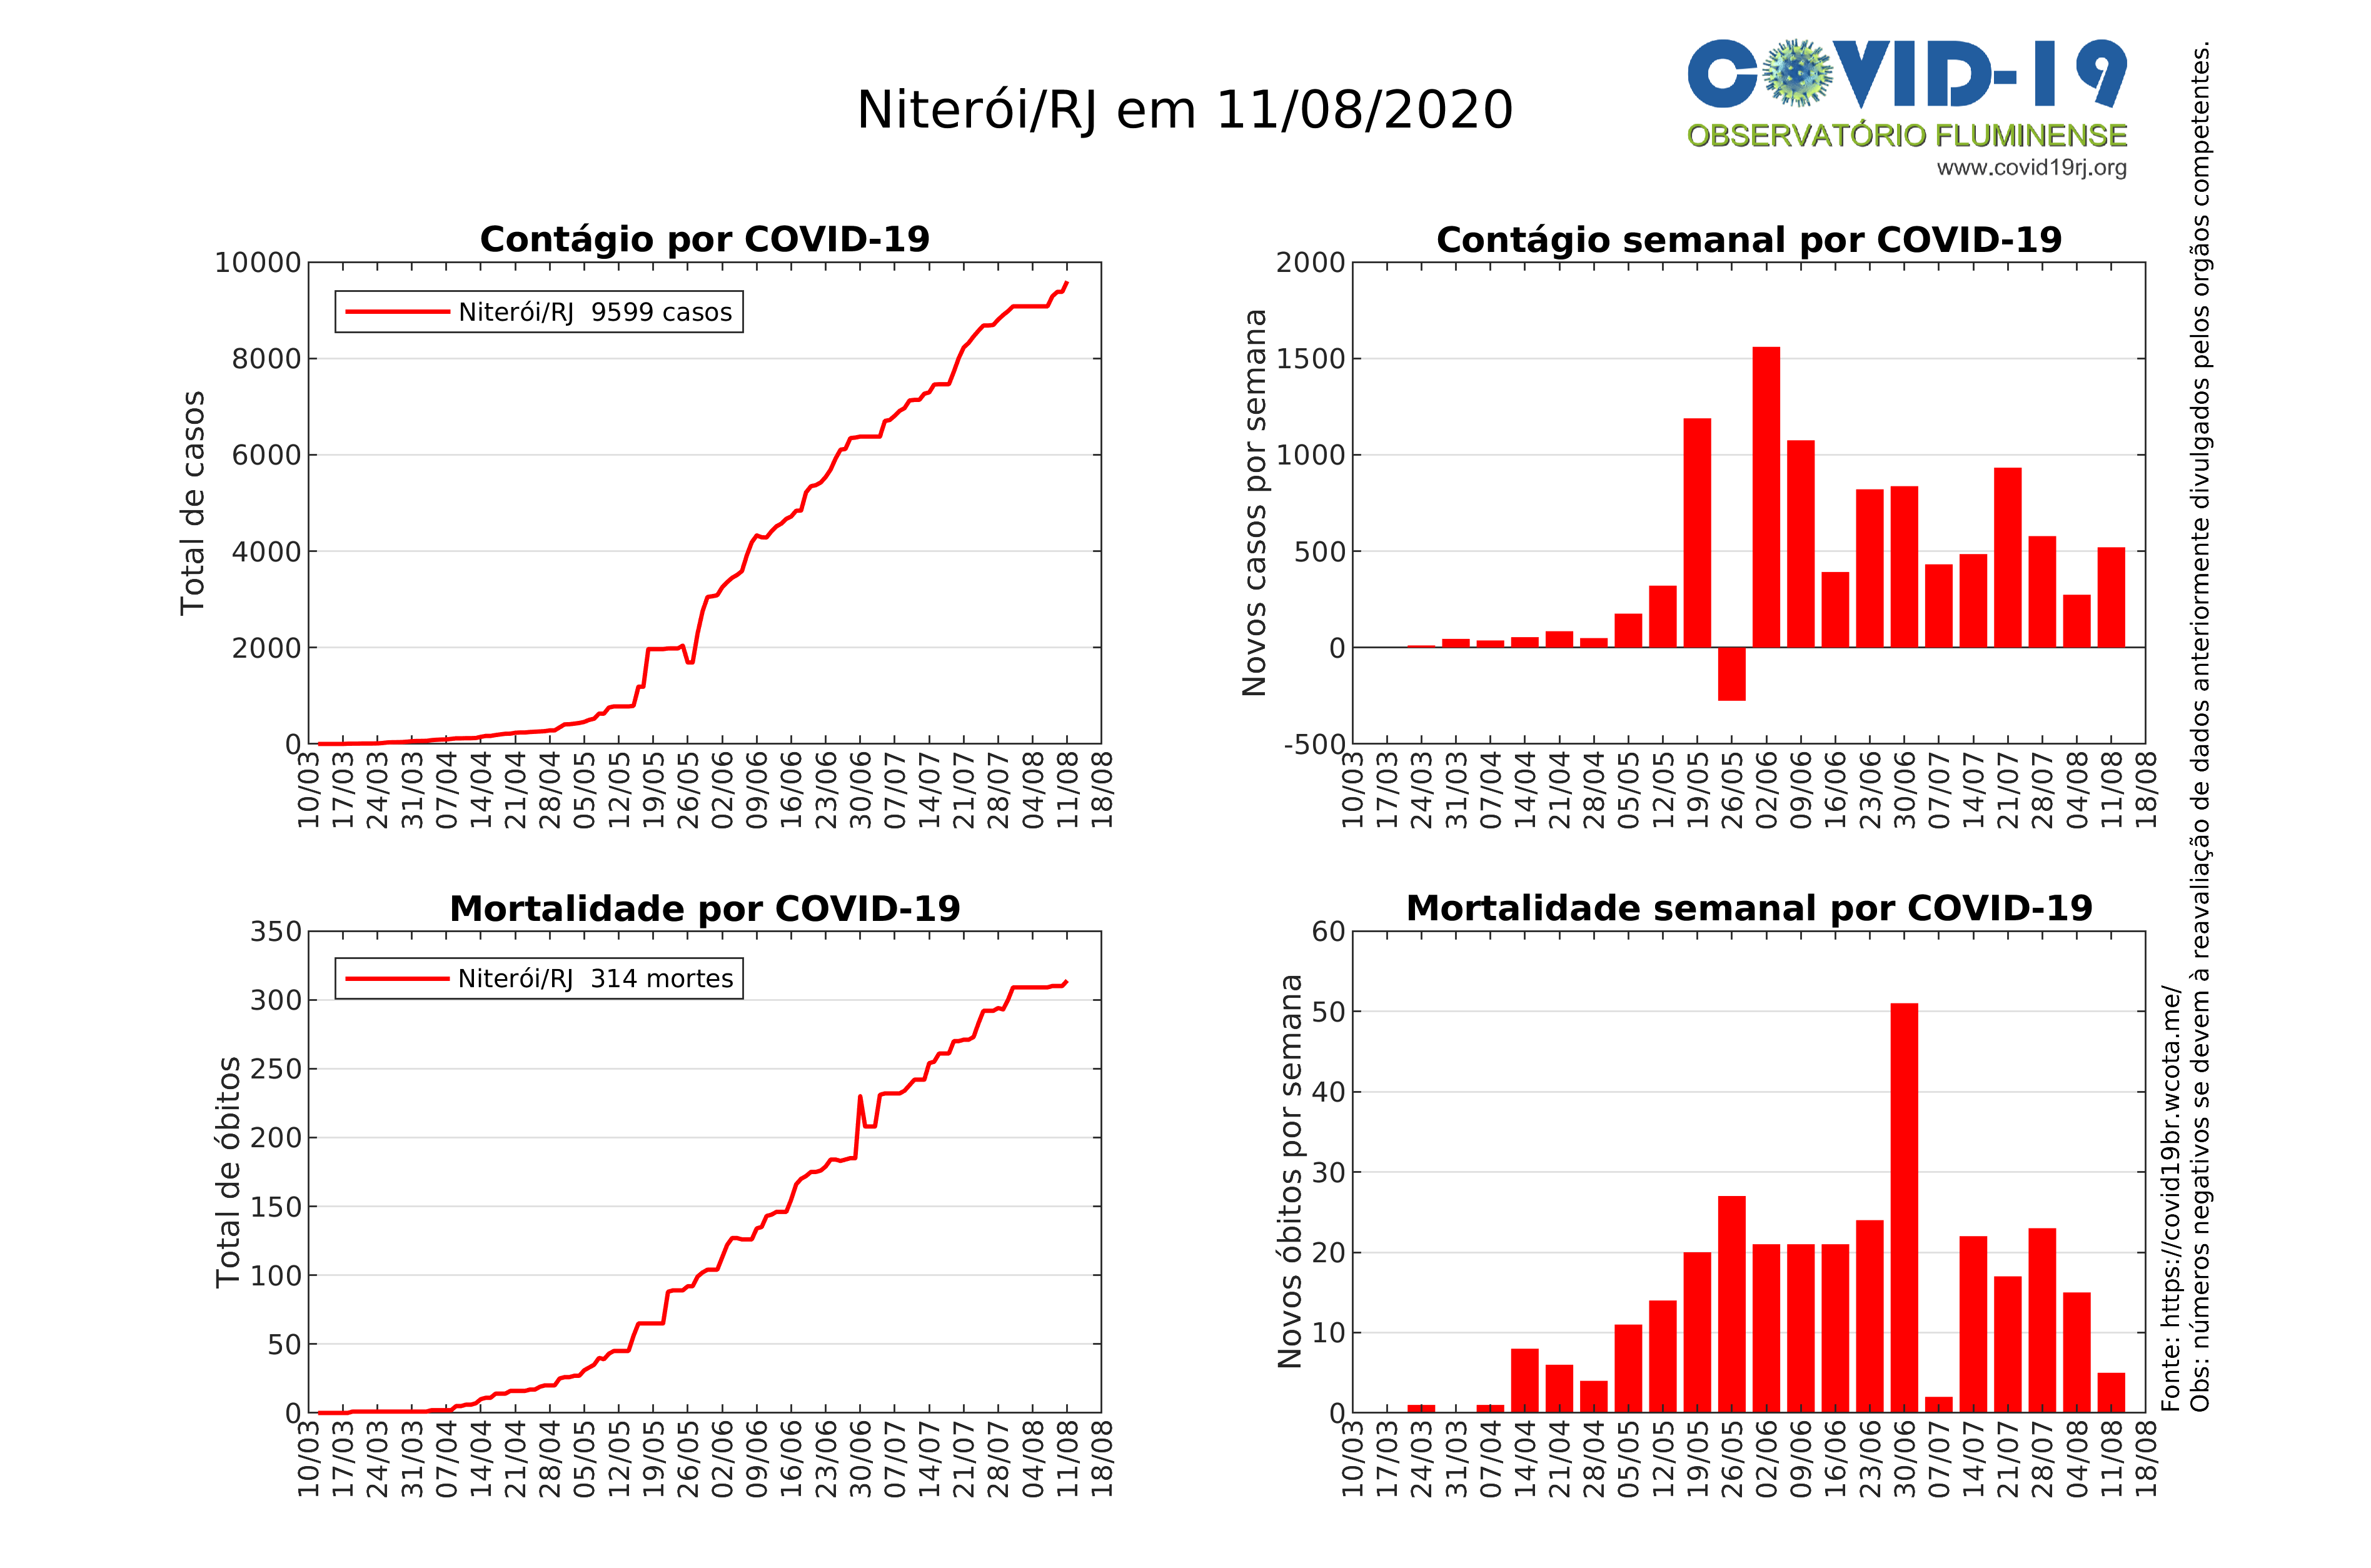 Niterói/RJ em 11/08/2020
COVID-19
OBSERVATÓRIO FLUMINENSE
www.covid19rj.org
Contágio por COVID-19
Total de casos
10000
8000
6000
4000
2000
0
Niterói/RJ 9599 casos
10/03 17/03 24/03 31/03 07/04 14/04 21/04 28/04 05/05 12/05 19/05 26/05 02/06 09/06 16/06 23/06 30/06 07/07 14/07 21/07 28/07 04/08 11/08 18/08
Contágio semanal por COVID-19
Novos casos por semana
2000
1500
1000
500
0
-500
10/03 17/03 24/03 31/03 07/04 14/04 21/04 28/04 05/05 12/05 19/05 26/05 02/06 09/06 16/06 23/06 30/06 07/07 14/07 21/07 28/07 04/08 11/08 18/08
Mortalidade por COVID-19
Total de óbitos
350
300
250
200
150
100
50
0
Niterói/RJ 314 mortes
10/03 17/03 24/03 31/03 07/04 14/04 21/04 28/04 05/05 12/05 19/05 26/05 02/06 09/06 16/06 23/06 30/06 07/07 14/07 21/07 28/07 04/08 11/08 18/08
Mortalidade semanal por COVID-19
Novos óbitos por semana
60
50
40
30
20
10
0
10/03 17/03 24/03 31/03 07/04 14/04 21/04 28/04 05/05 12/05 19/05 26/05 02/06 09/06 16/06 23/06 30/06 07/07 14/07 21/07 28/07 04/08 11/08 18/08
Fonte: https://covid19br.wcota.me/
Obs: números negativos se devem à reavaliação de dados anteriormente divulgados pelos orgãos competentes.